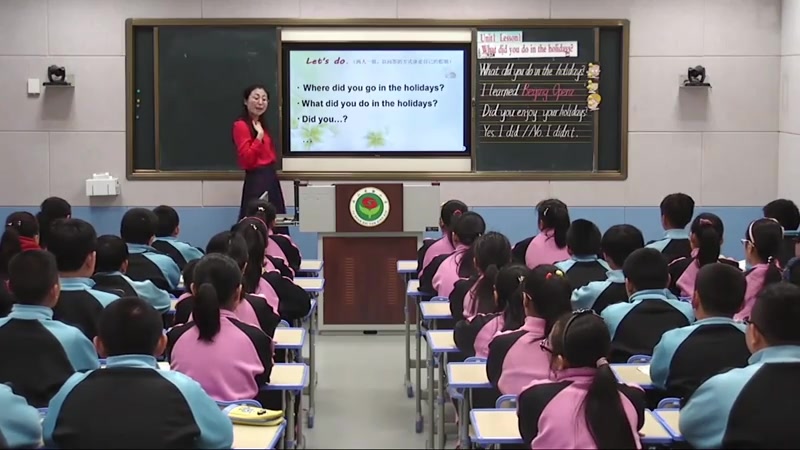 Let's do.
• Where did you go in the holidays?
• What did you do in the holidays?
• Did you…?
…
Unit1 Lesson1
What did you do in the holidays?
What did you do in the holidays?
I learned Beijing Opera.
Did you enjoy your holidays?
Yes, I did. / No, I didn't.